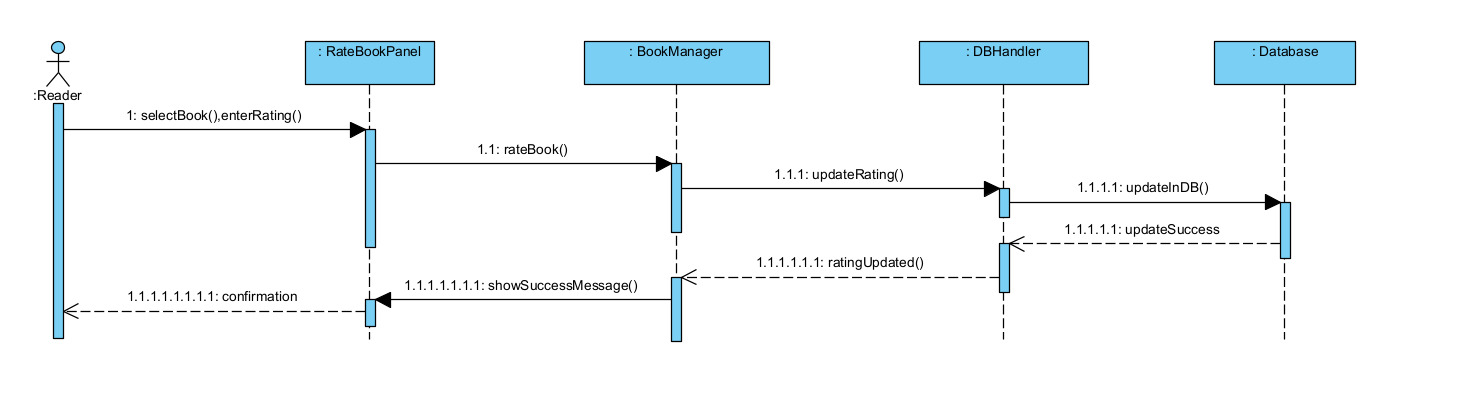 : RateBookPanel
: BookManager
: DBHandler
: Database
:Reader
1: selectBook(),enterRating()
1.1: rateBook()
1.1.1: updateRating()
1.1.1.1: updateInDB()
1.1.1.1.1: updateSuccess
1.1.1.1.1.1: ratingUpdated()
1.1.1.1.1.1.1: showSuccessMessage()
1.1.1.1.1.1.1.1: confirmation